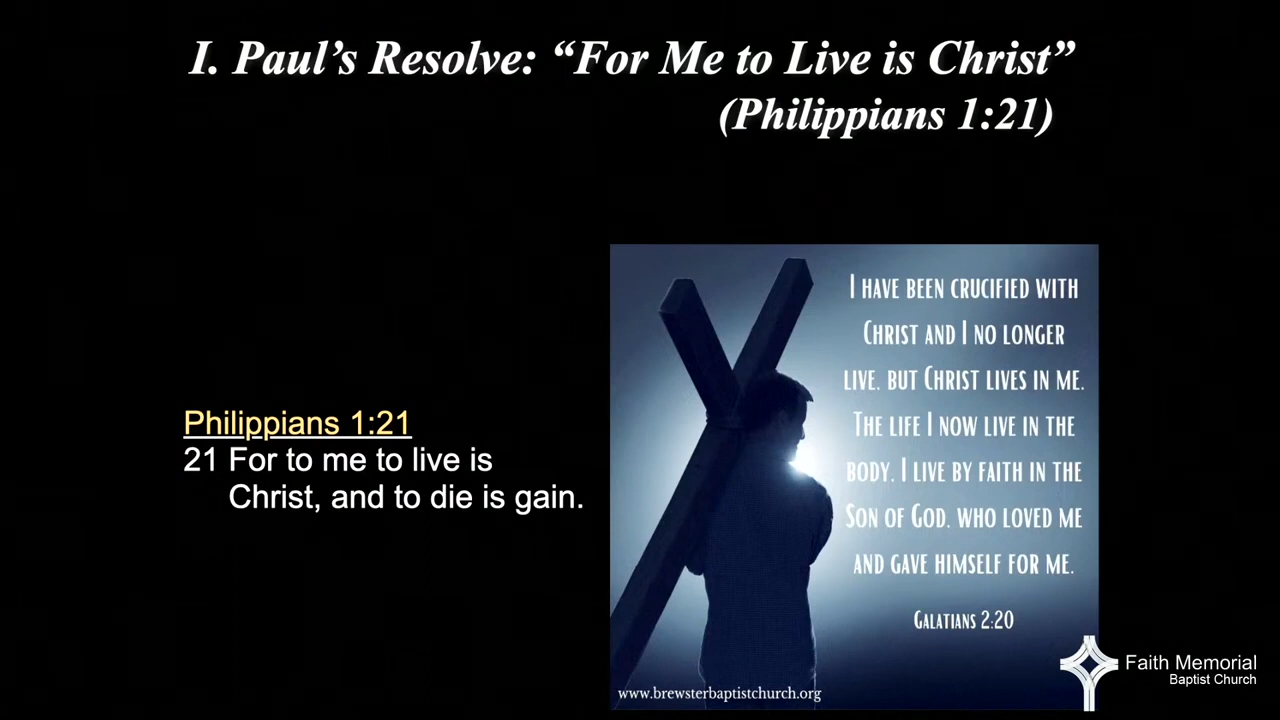 I. Paul’s Resolve: “For Me to Live is Christ”
(Philippians 1:21)
Philippians 1:21
21 For to me to live is
Christ, and to die is gain.
I HAVE BEEN CRUCIFIED WITH
CHRIST AND I NO LONGER
LIVE, BUT CHRIST LIVES IN ME.
THE LIFE I NOW LIVE IN THE
BODY, I LIVE BY FAITH IN THE
SON OF GOD, WHO LOVED ME
AND GAVE HIMSELF FOR ME.
GALATIANS 2:20
www.brewsterbaptistchurch.org
Faith Memorial
Baptist Church